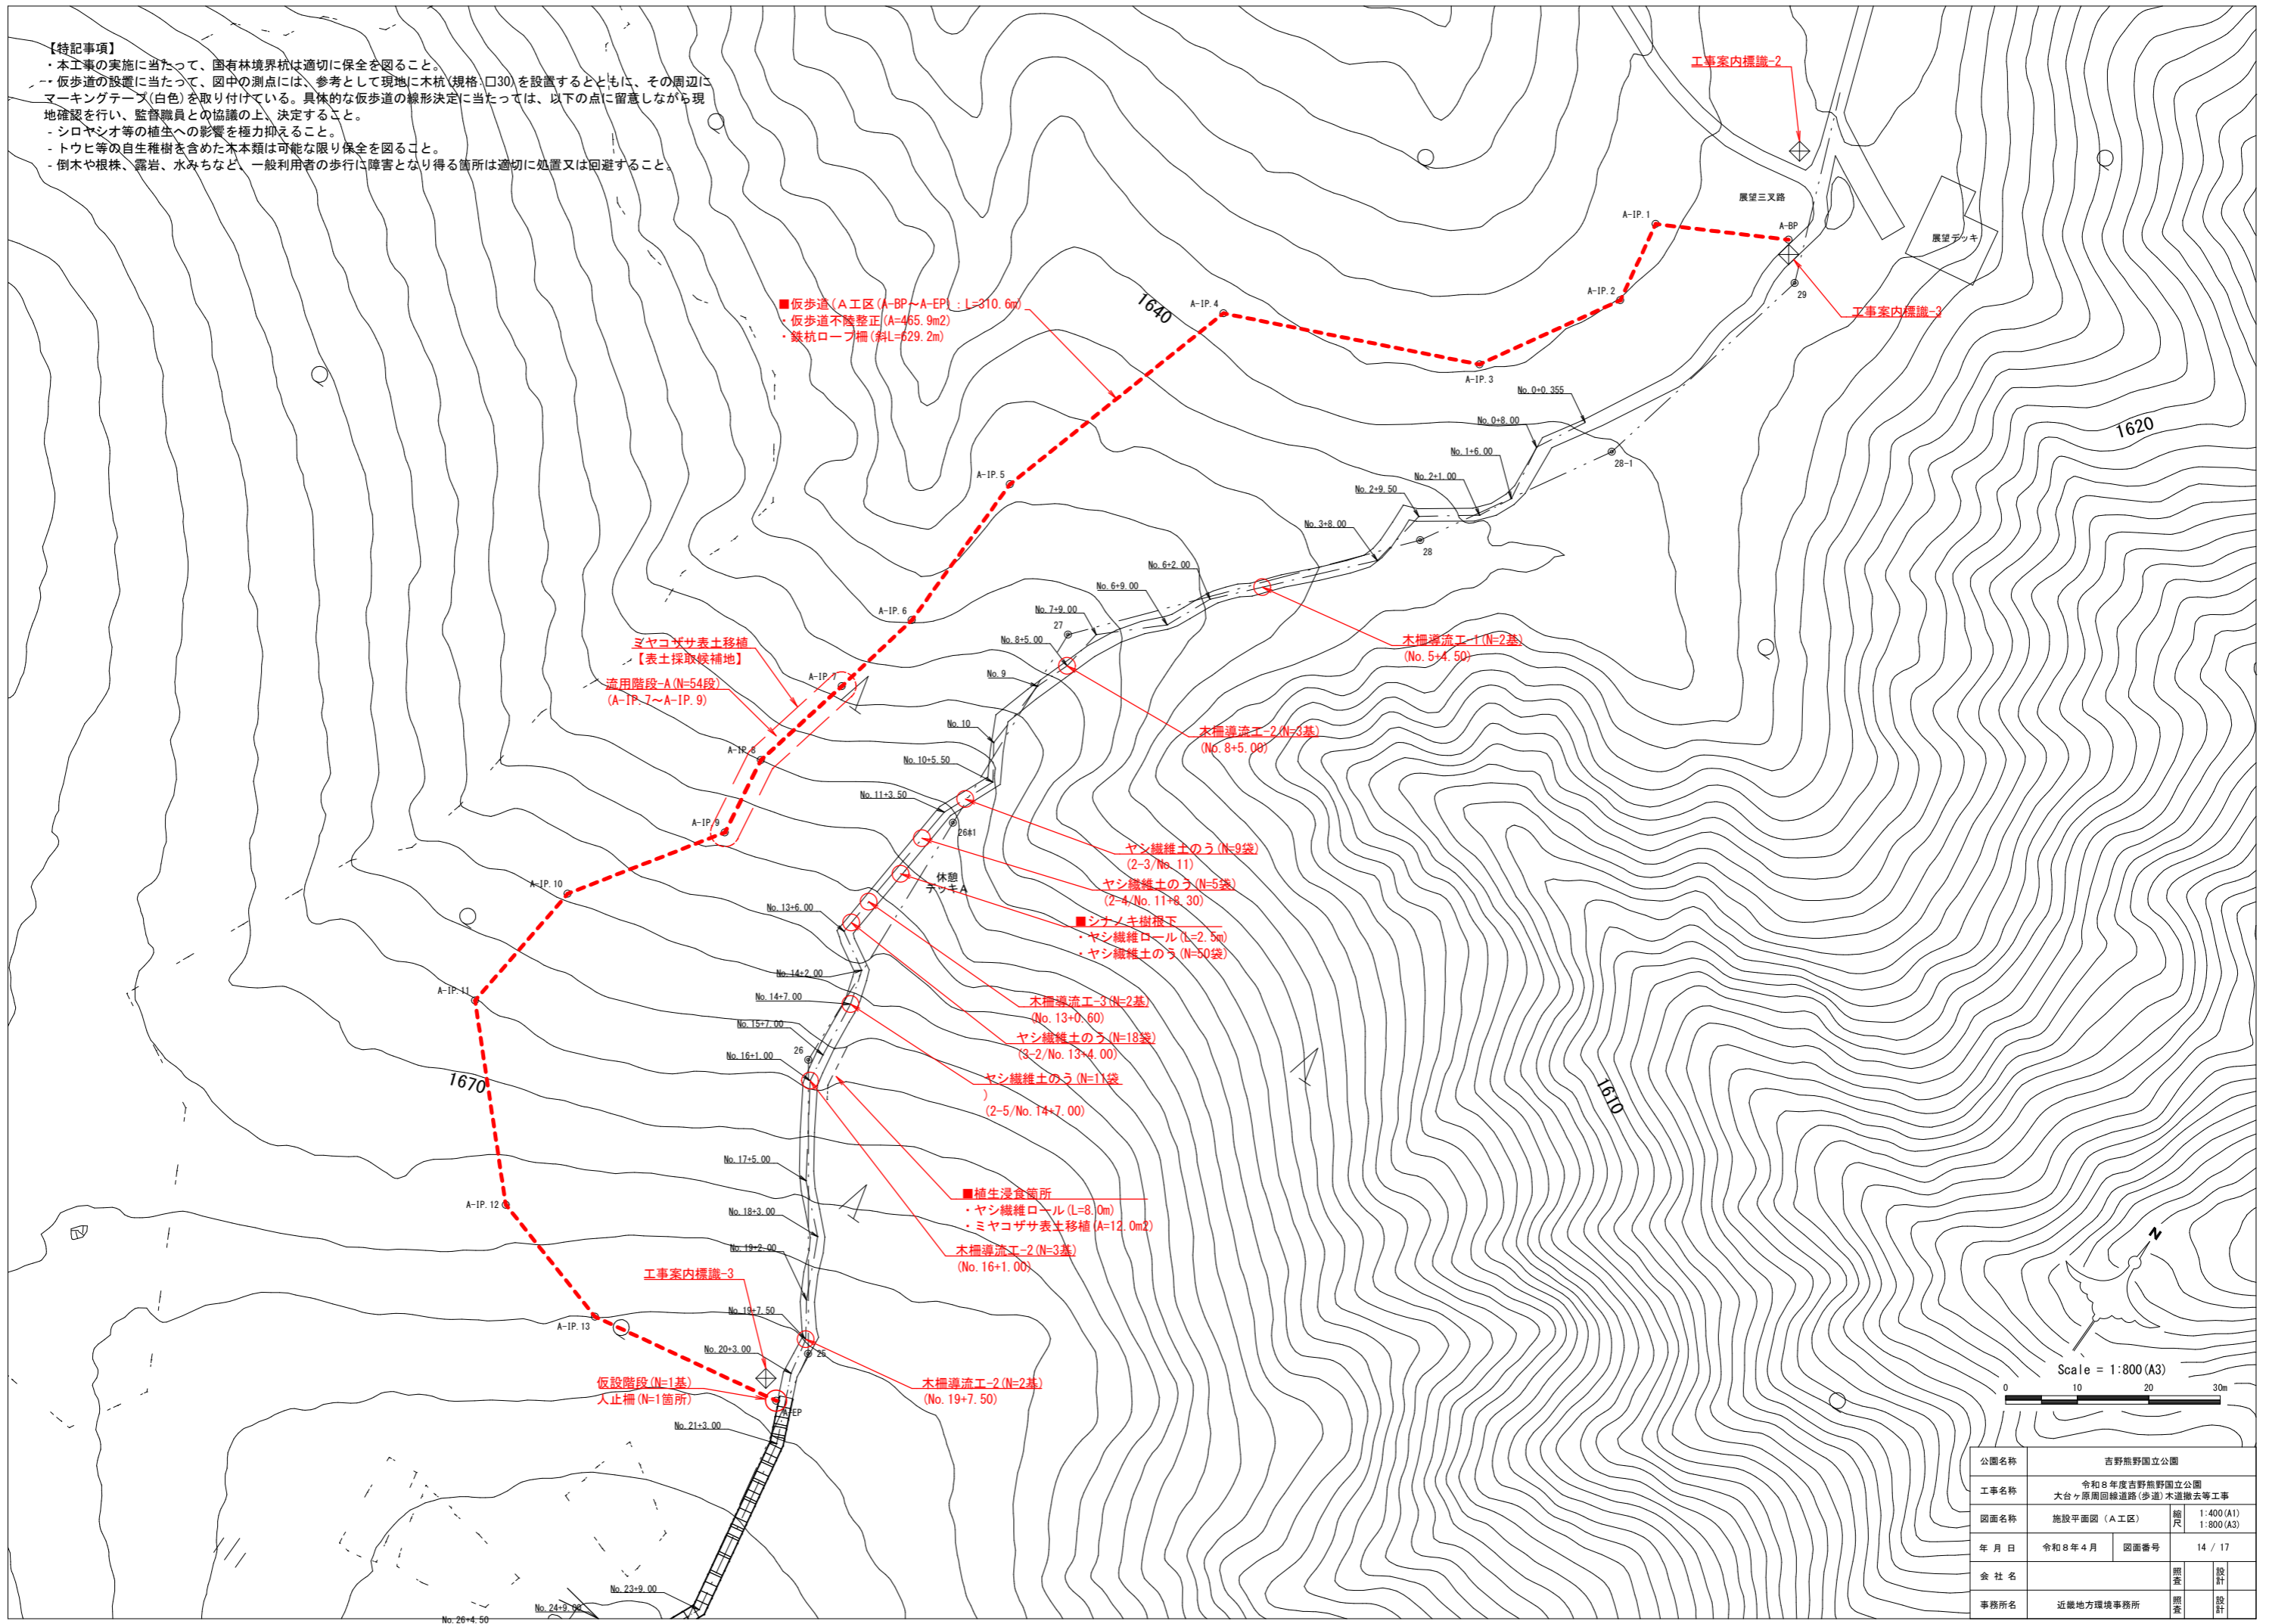 【特記事項】
・本工事の実施に当たって、国有林境界杭は適切に保全を図ること。
・仮歩道の設置に当たって、図中の測点には、参考として現地に木杭(規格:口30)を設置するとともに、その周辺に
マーキングテープ(白色)を取り付けている。具体的な仮歩道の線形決定に当たっては、以下の点に留意しながら現
地確認を行い、監督職員との協議の上、決定すること。
- シロヤシオ等の植生への影響を極力抑えること。
- トウヒ等の自生稚樹を含めた木本類は可能な限り保全を図ること。
- 倒木や根株、露岩、水みちなど、一般利用者の歩行に障害となり得る箇所は適切に処置又は回避すること。
工事案内標識-2
展望三叉路
展望デッキ
A-IP.1
A-BP
29
工事案内標識-3
A-IP.2
A-IP.3
A-IP.4
1640
■仮歩道(A工区(A-BP～A-EP):L=310.6m)
・仮歩道不陸整正(A=465.9m2)
・鉄杭ロープ柵(斜L=629.2m)
No.0+0.355
No.0+8.00
No.1+6.00
28-1
1620
No.2+1.00
No.2+9.50
No.3+8.00
28
A-IP.5
No.6+2.00
No.6+9.00
No.7+9.00
27
No.8+5.00
A-IP.6
木柵導流工-1(N=2基)
(No.5+4.50)
ミヤコザサ表土移植
【表土採取候補地】
流用階段-A(N=54段)
(A-IP.7～A-IP.9)
A-IP.7
No.9
No.10
木柵導流工-2(N=3基)
(No.8+5.00)
A-IP.8
No.10+5.50
No.11+3.50
A-IP.9
26#1
ヤシ繊維土のう(N=9袋)
(2-3/No.11)
休憩
デッキA
ヤシ繊維土のう(N=5袋)
(2-4/No.11+8.30)
A-IP.10
No.13+6.00
■シナノキ樹根下
・ヤシ繊維ロール(L=2.5m)
・ヤシ繊維土のう(N=50袋)
No.14+2.00
A-IP.11
No.14+7.00
木柵導流工-3(N=2基)
(No.13+0.60)
No.15+7.00
ヤシ繊維土のう(N=18袋)
(3-2/No.13+4.00)
26
No.16+1.00
ヤシ繊維土のう(N=11袋
)
(2-5/No.14+7.00)
1670
1610
No.17+5.00
■植生浸食箇所
・ヤシ繊維ロール(L=8.0m)
・ミヤコザサ表土移植(A=12.0m2)
A-IP.12
No.18+3.00
No.19+2.00
木柵導流工-2(N=3基)
(No.16+1.00)
工事案内標識-3
No.19+7.50
A-IP.13
No.20+3.00
25
仮設階段(N=1基)
人止柵(N=1箇所)
A-EP
木柵導流工-2(N=2基)
(No.19+7.50)
No.21+3.00
No.23+9.00
No.24+9.00
No.26+4.50
N
Scale = 1:800(A3)
0 10 20 30m
公園名称 吉野熊野国立公園
工事名称 令和8年度吉野熊野国立公園
大台ヶ原周回線道路(歩道)木道撤去等工事
図面名称 施設平面図(A工区) 縮尺 1:400(A1)
1:800(A3)
年月日 令和8年4月 図面番号 14 / 17
会社名 照査 設計
事務所名 近畿地方環境事務所 照査 設計